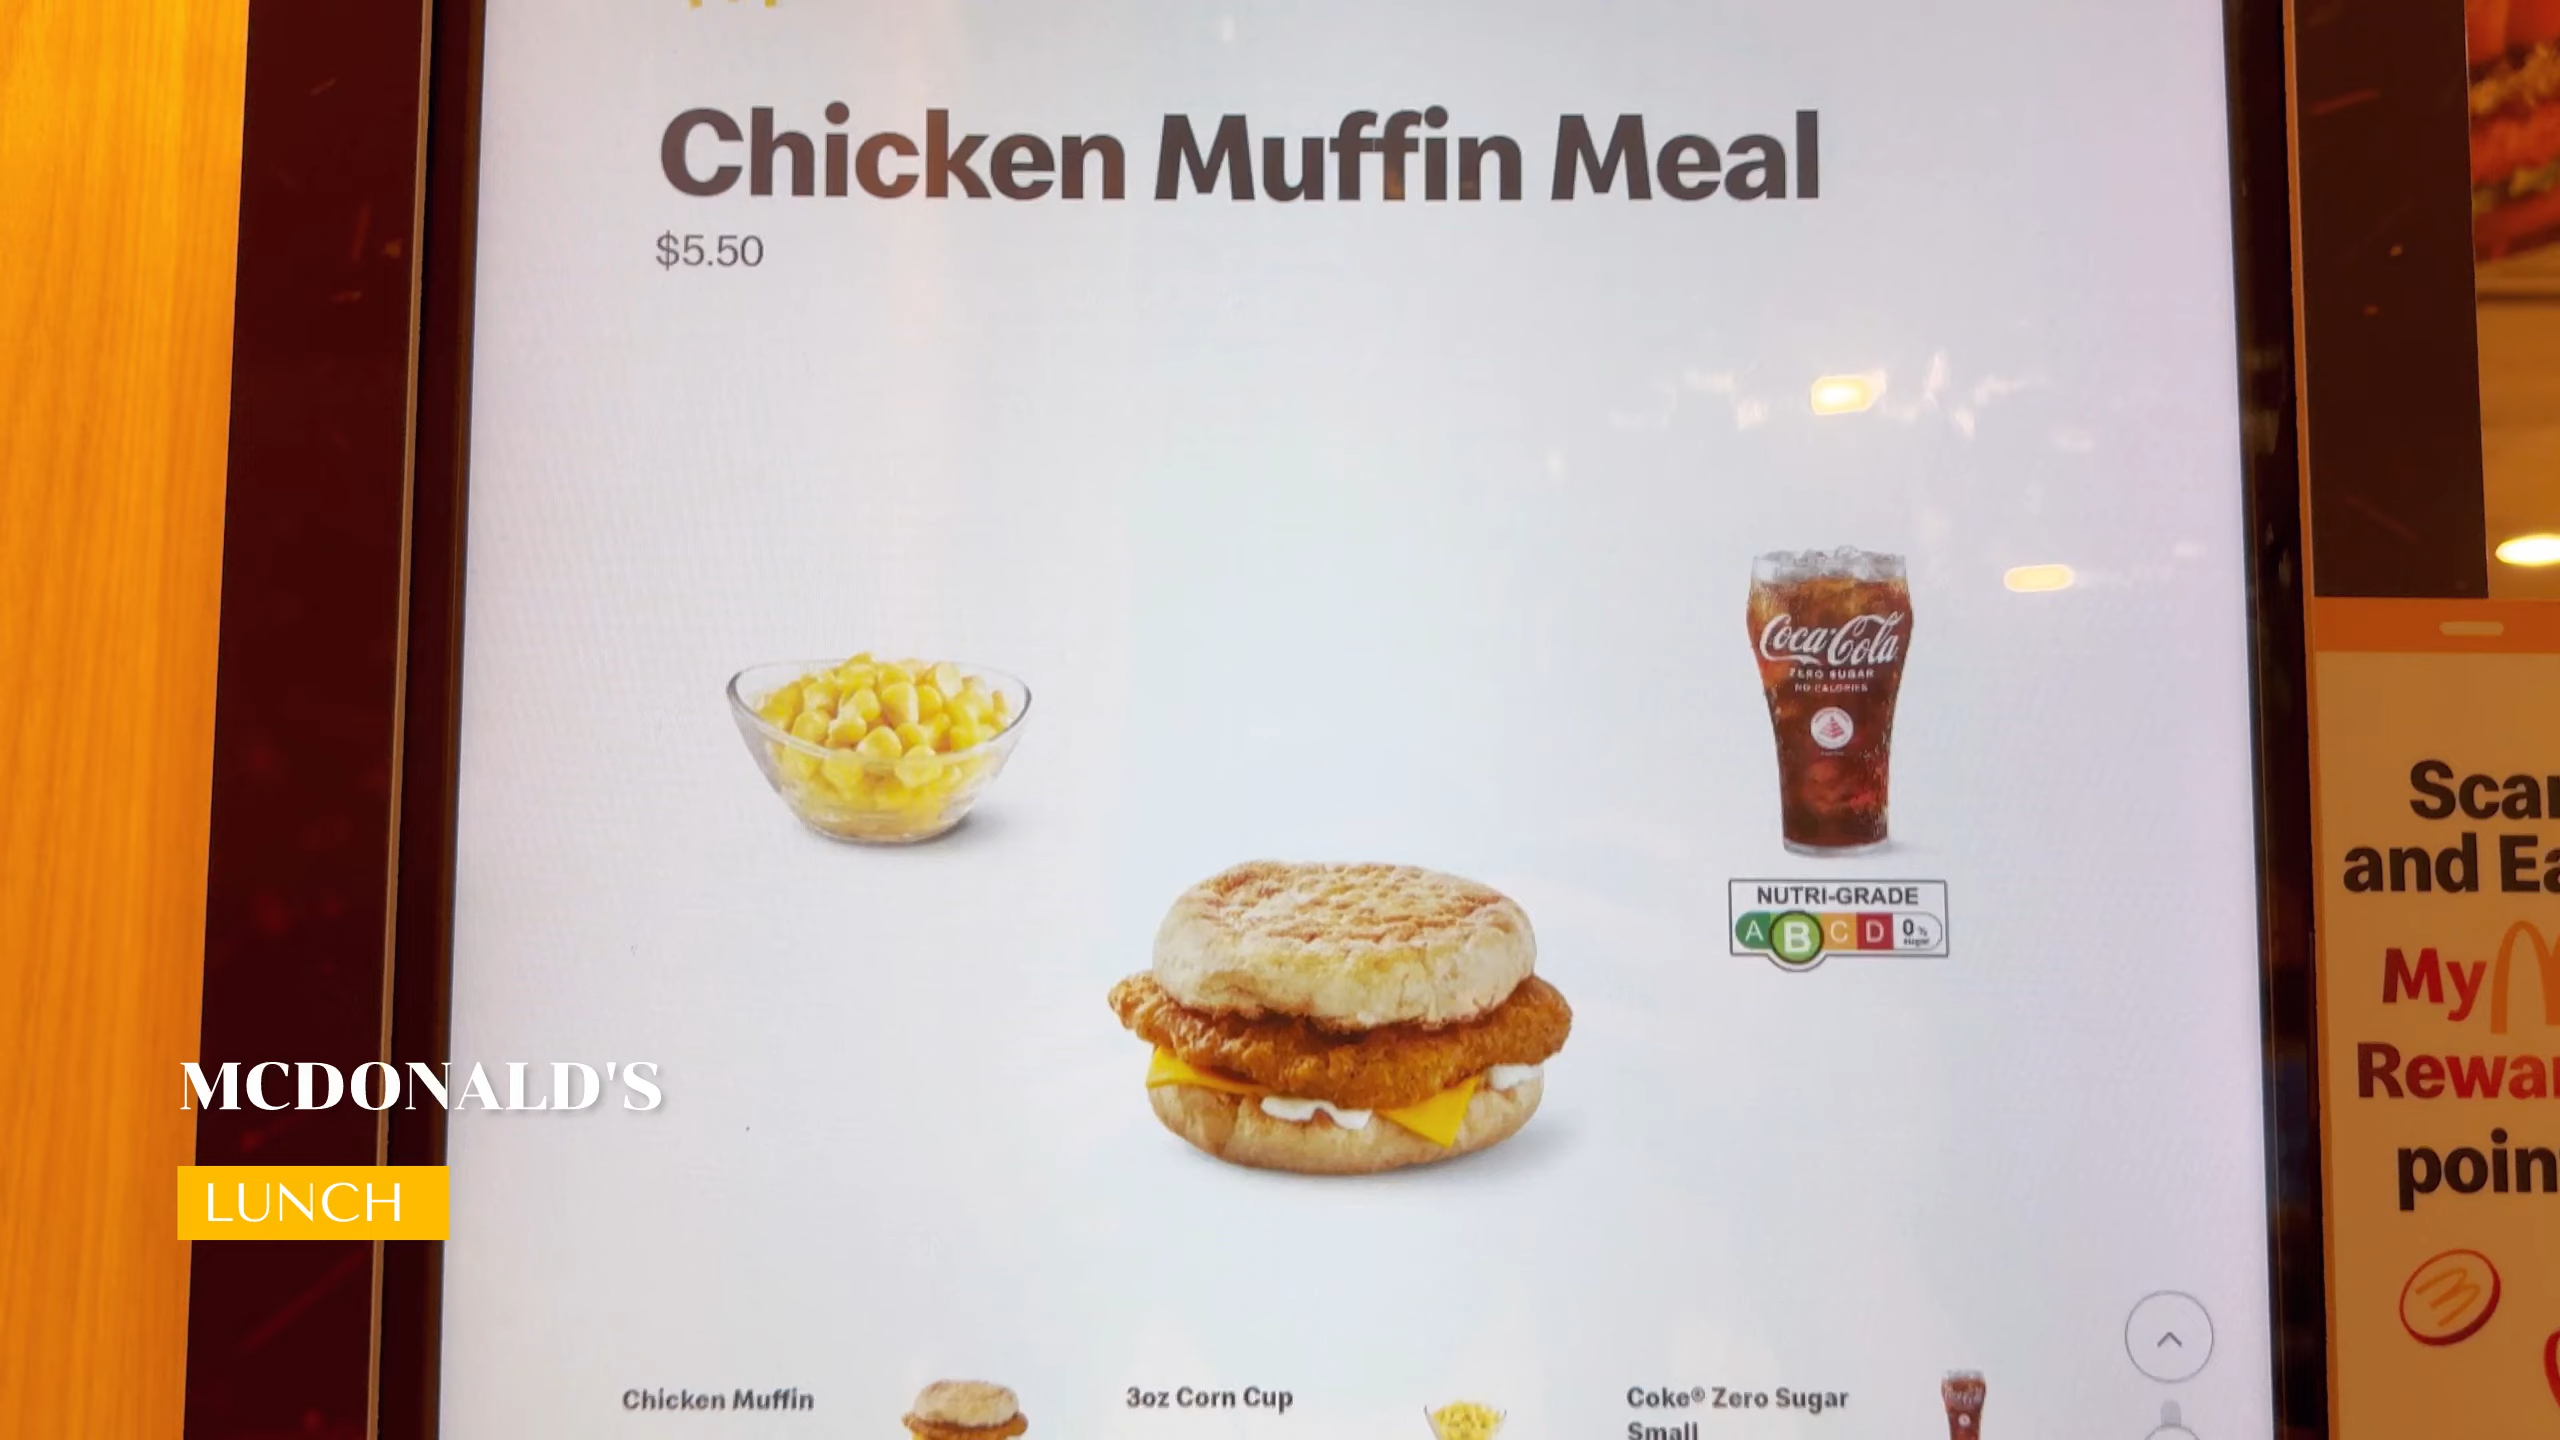 Chicken Muffin Meal
$5.50
Coca-Cola
ZERO SUGAR
NO CALORIES
NUTRI-GRADE
A B C D 0% sugar
Scan
and Ea
My
Rewar
poin
MCDONALD'S
LUNCH
Chicken Muffin
3oz Corn Cup
Coke® Zero Sugar
Small